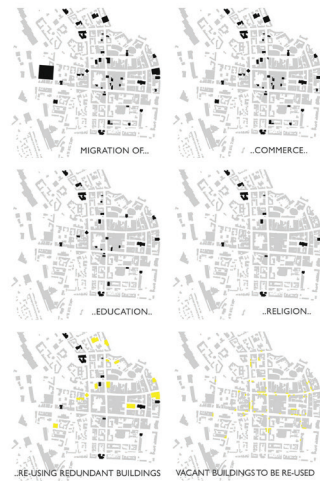 MIGRATION OF...
..COMMERCE..
..EDUCATION..
..RELIGION..
..RE-USING REDUNDANT BUILDINGS
VACANT BUILDINGS TO BE RE-USED